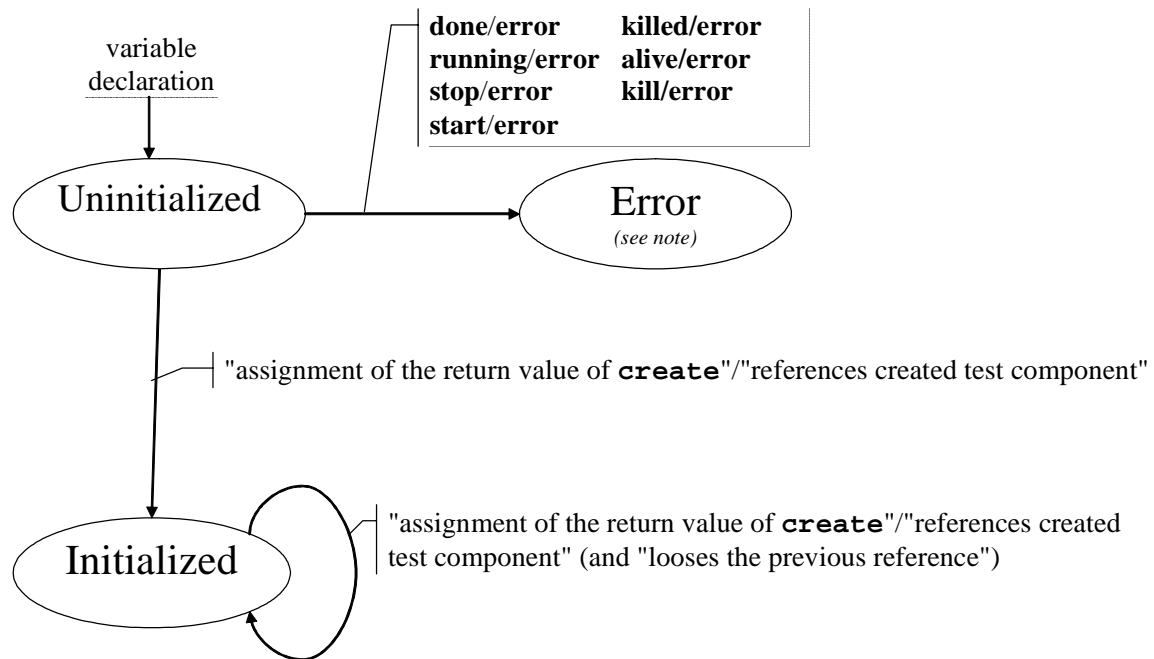 variable
declaration
done/error killed/error
running/error alive/error
stop/error kill/error
start/error
Uninitialized
Error
(see note)
"assignment of the return value of create"/"references created test component"
Initialized
"assignment of the return value of create"/"references created
test component" (and "looses the previous reference")